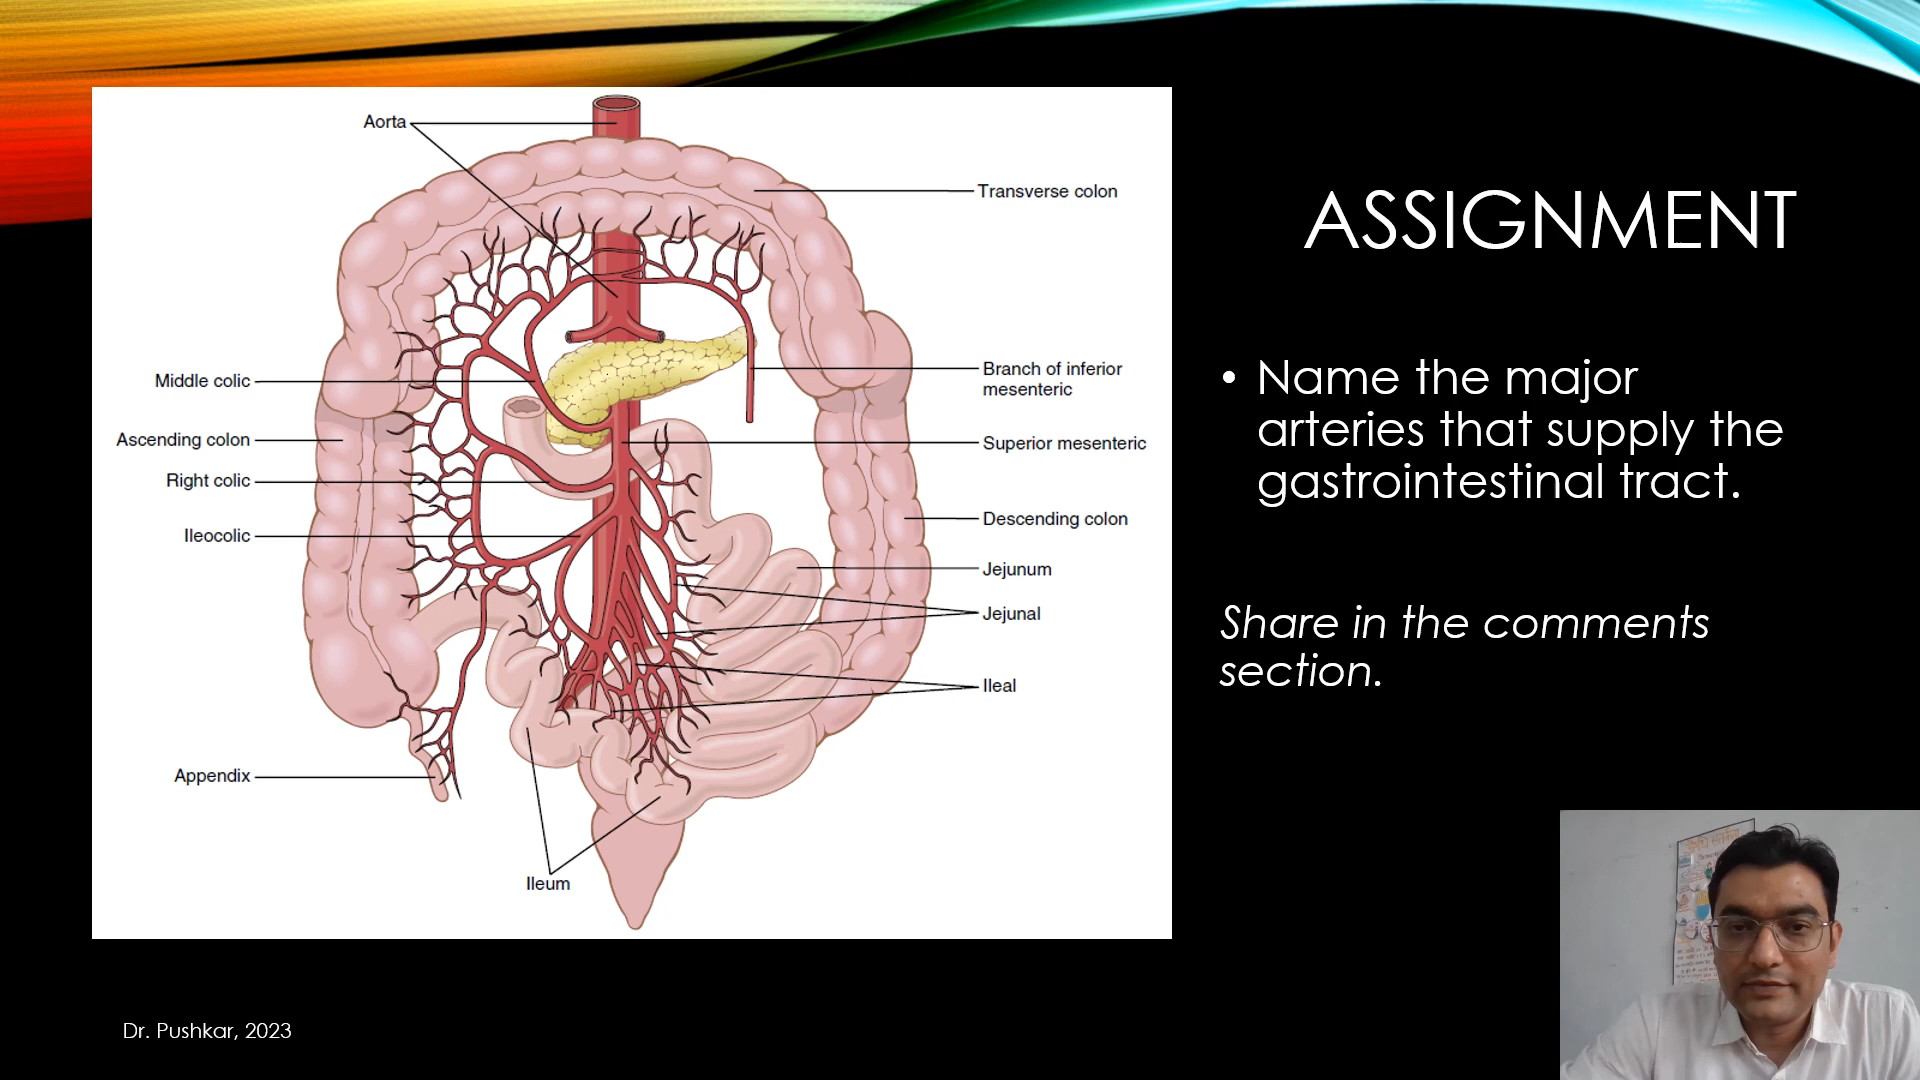 Aorta
Transverse colon
Middle colic
Ascending colon
Right colic
Ileocolic
Appendix
Ileum
Branch of inferior
mesenteric
Superior mesenteric
Descending colon
Jejunum
Jejunal
Ileal
ASSIGNMENT
• Name the major
arteries that supply the
gastrointestinal tract.
Share in the comments
section.
Dr. Pushkar, 2023